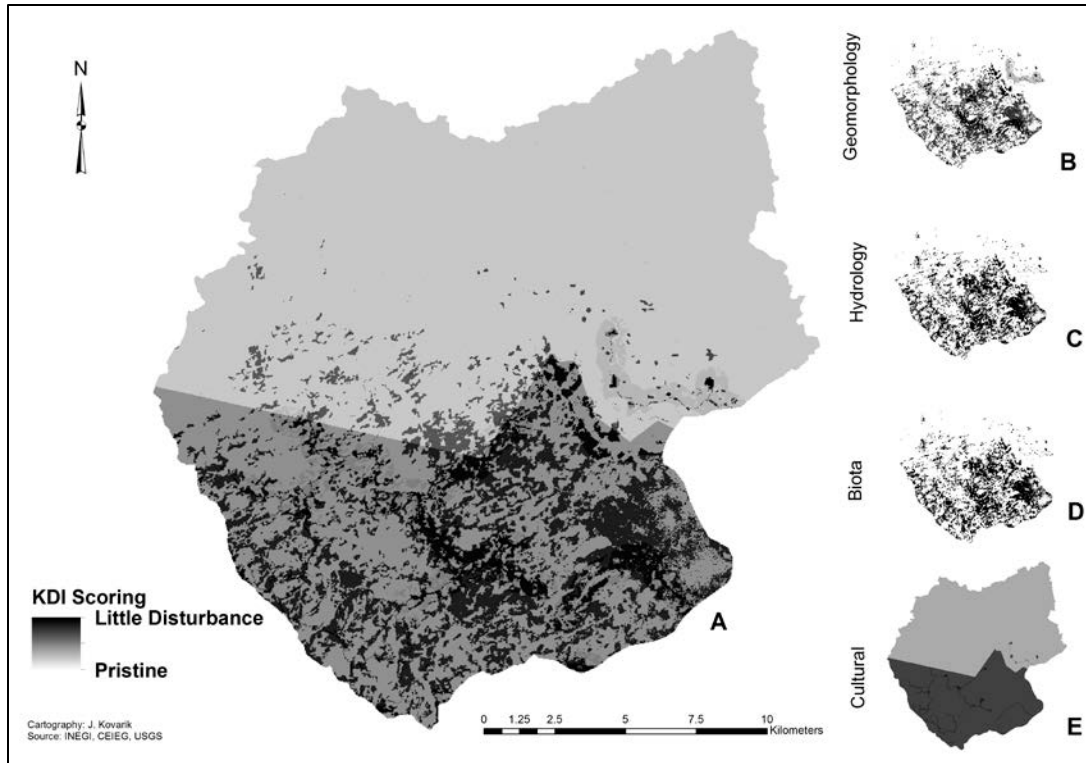 N
A
KDI Scoring
Little Disturbance
Pristine
Cartography: J. Kovarik
Source: INEGI, CEIEG, USGS
0 1.25 2.5 5 7.5 10
Kilometers
Geomorphology
B
Hydrology
C
Biota
D
Cultural
E